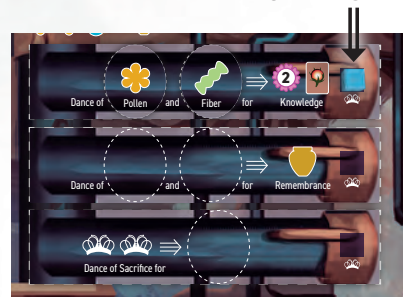 2
Dance of Pollen and Fiber for Knowledge
Dance of and for Remembrance
Dance of Sacrifice for